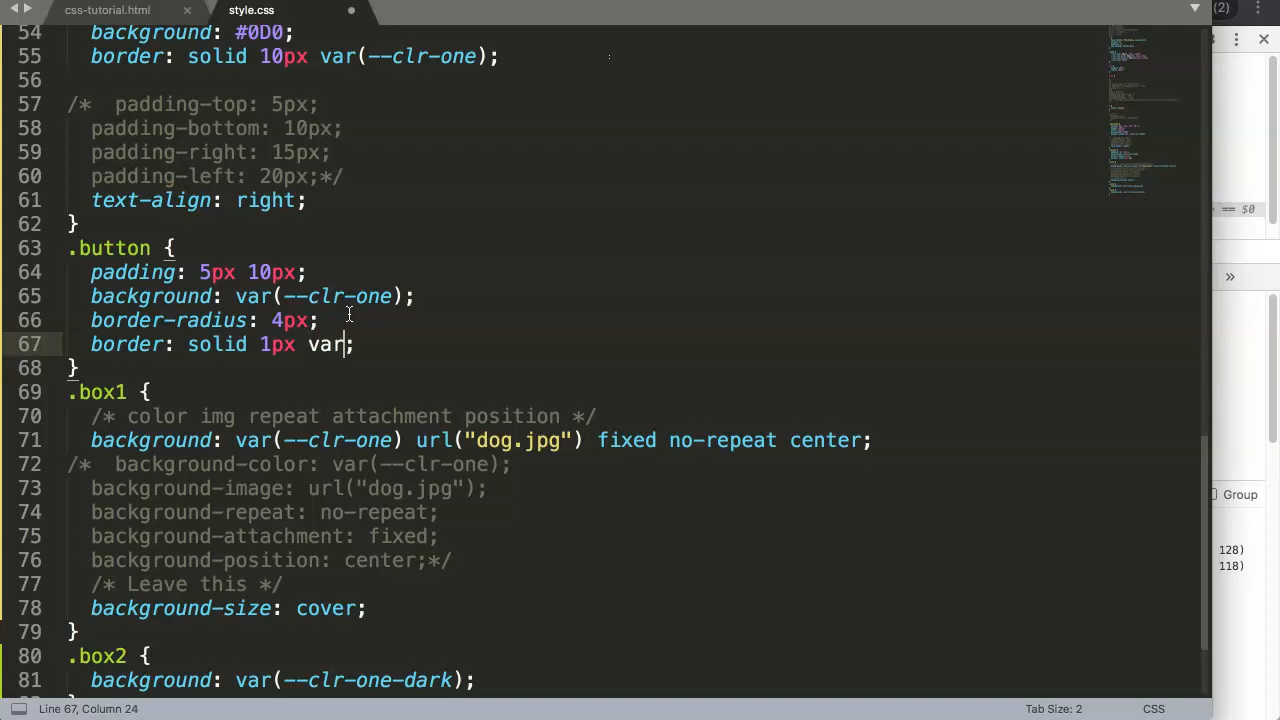 css-tutorial.html × style.css
54 background: #0D0;
55 border: solid 10px var(--clr-one);
56
57 /* padding-top: 5px;
58 padding-bottom: 10px;
59 padding-right: 15px;
60 padding-left: 20px;*/
61 text-align: right;
62 }
63 .button {
64 padding: 5px 10px;
65 background: var(--clr-one);
66 border-radius: 4px;
67 border: solid 1px var;
68 }
69 .box1 {
70 /* color img repeat attachment position */
71 background: var(--clr-one) url("dog.jpg") fixed no-repeat center;
72 /* background-color: var(--clr-one);
73 background-image: url("dog.jpg");
74 background-repeat: no-repeat;
75 background-attachment: fixed;
76 background-position: center;*/
77 /* Leave this */
78 background-size: cover;
79 }
80 .box2 {
81 background: var(--clr-one-dark);
Line 67, Column 24 Tab Size: 2 CSS
(2)
== $0
»
Group
128)
118)